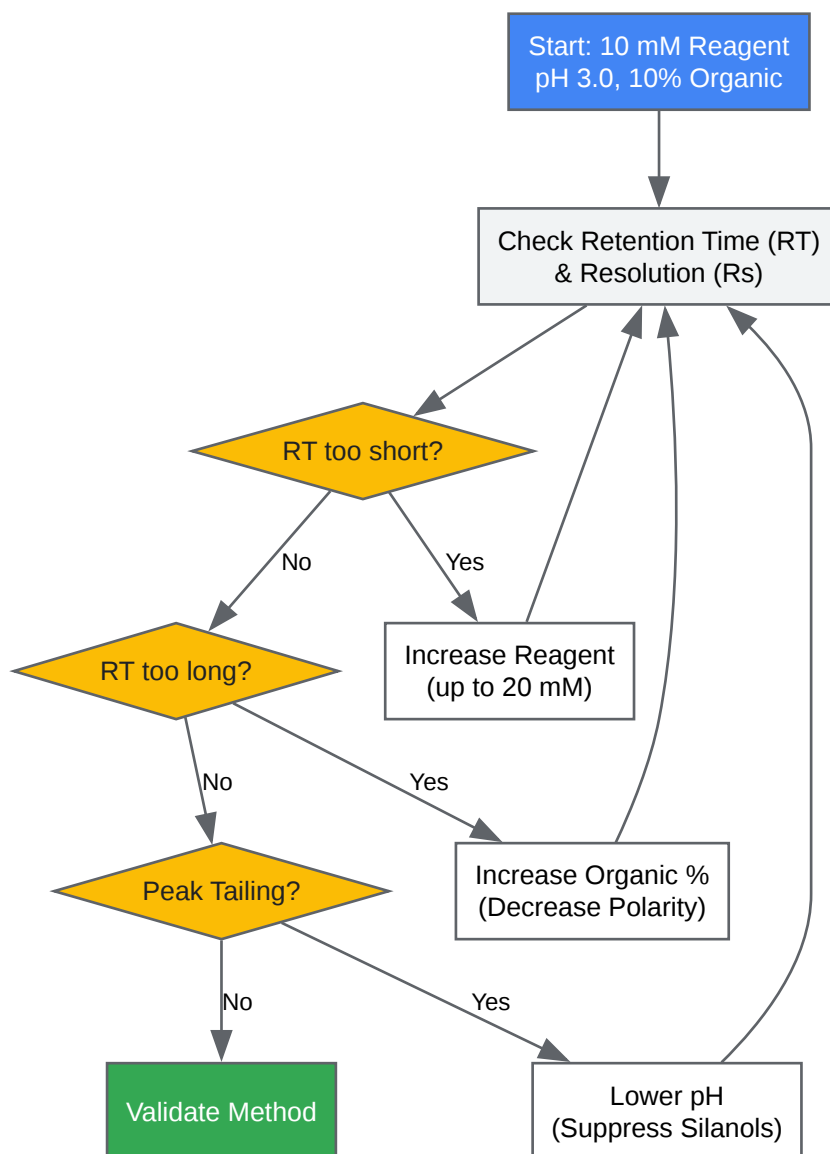 Start: 10 mM Reagent
pH 3.0, 10% Organic
Check Retention Time (RT)
& Resolution (Rs)
RT too short?
No
Yes
RT too long?
Increase Reagent
(up to 20 mM)
No
Yes
Peak Tailing?
Increase Organic %
(Decrease Polarity)
No
Yes
Validate Method
Lower pH
(Suppress Silanols)